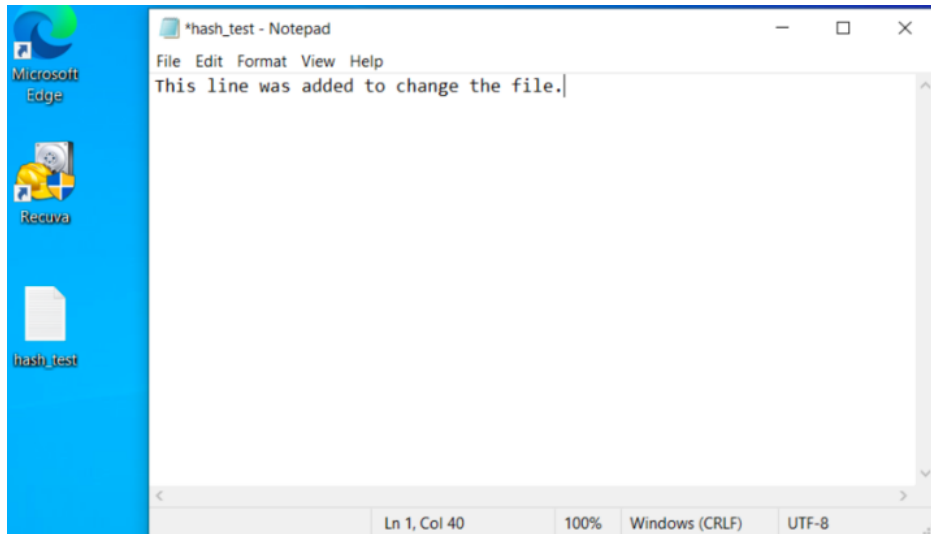 *hash_test - Notepad
File Edit Format View Help
This line was added to change the file.
Microsoft
Edge
Recuva
hash_test
Ln 1, Col 40 100% Windows (CRLF) UTF-8